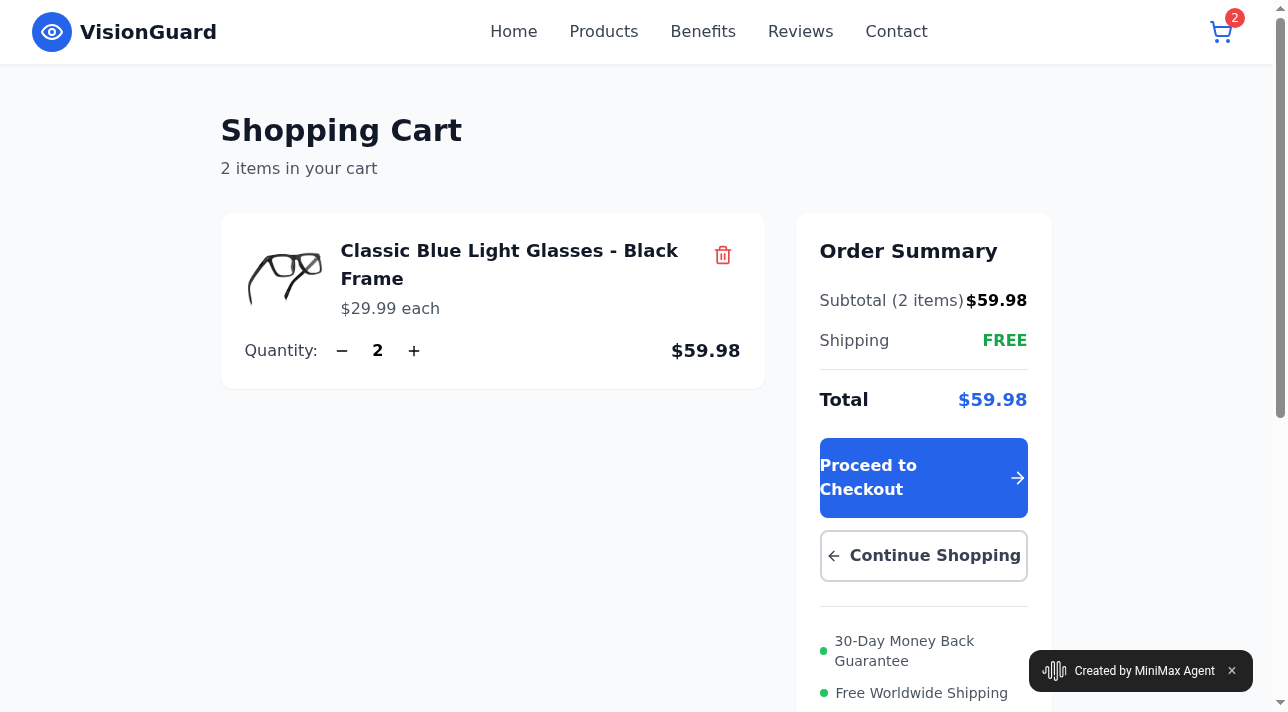 VisionGuard
Home Products Benefits Reviews Contact
2
Shopping Cart
2 items in your cart
Classic Blue Light Glasses - Black
Frame
$29.99 each
Quantity: − 2 + $59.98
Order Summary
Subtotal (2 items) $59.98
Shipping FREE
Total $59.98
Proceed to
Checkout
Continue Shopping
30-Day Money Back
Guarantee
Free Worldwide Shipping
Created by MiniMax Agent ×